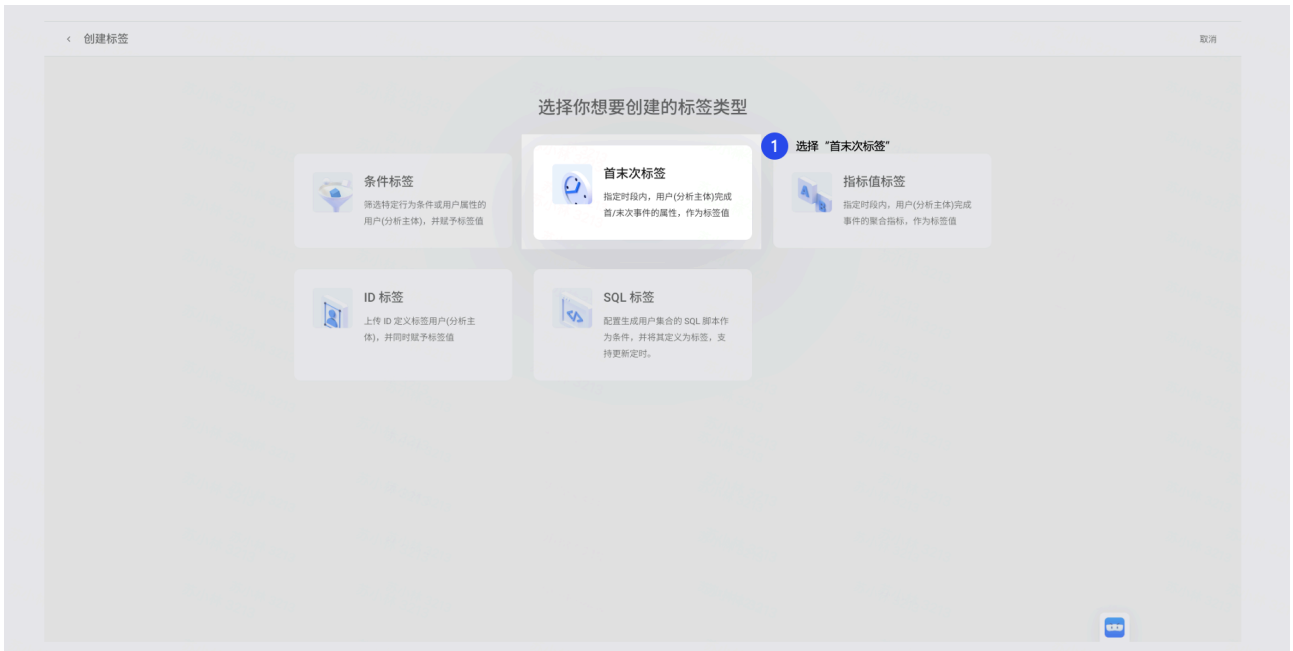 创建标签
取消
选择你想要创建的标签类型
1 选择 “首末次标签”
条件标签
筛选特定行为条件或用户属性的
用户(分析主体)，并赋予标签值
首末次标签
指定时段内，用户(分析主体)完成
首/末次事件的属性，作为标签值
指标值标签
指定时段内，用户(分析主体)完成
事件的聚合指标，作为标签值
ID 标签
上传 ID 定义标签用户(分析主
体)，并同时赋予标签值
SQL 标签
配置生成用户集合的 SQL 脚本作
为条件，并将其定义为标签，支
持更新定时。